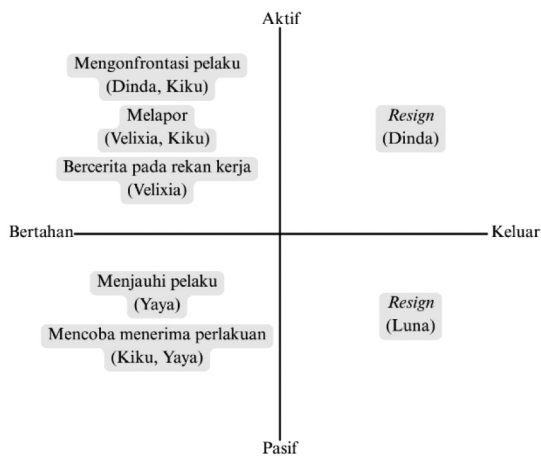 Aktif
Mengonfrontasi pelaku
(Dinda, Kiku)
Melapor
(Velixia, Kiku)
Bercerita pada rekan kerja
(Velixia)
Resign
(Dinda)
Bertahan
Keluar
Menjauhi pelaku
(Yaya)
Mencoba menerima perlakuan
(Kiku, Yaya)
Resign
(Luna)
Pasif